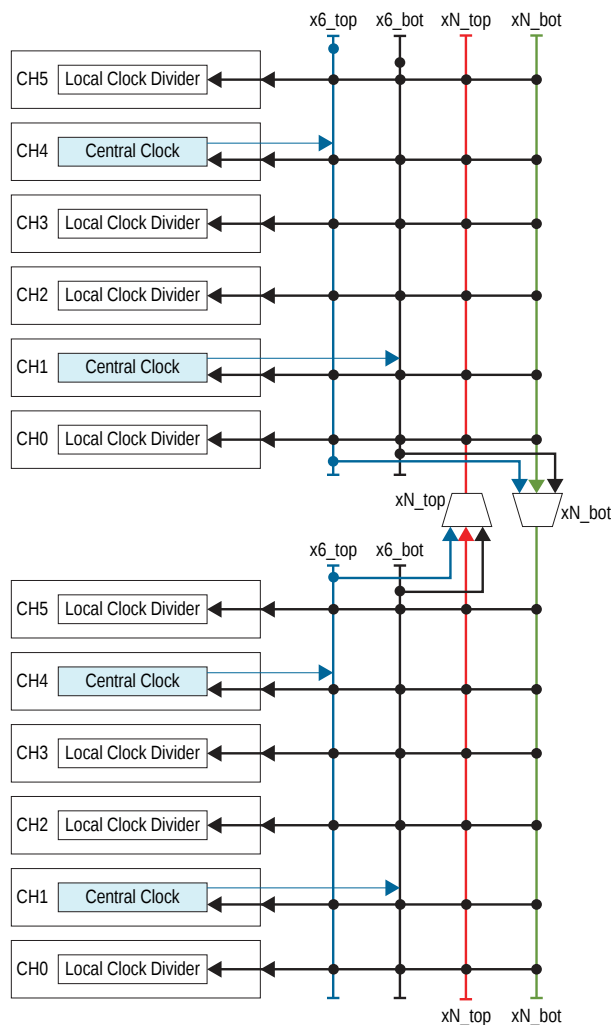 x6_top x6_bot xN_top xN_bot
CH5 Local Clock Divider
CH4 Central Clock
CH3 Local Clock Divider
CH2 Local Clock Divider
CH1 Central Clock
CH0 Local Clock Divider
xN_top xN_bot
x6_top x6_bot
CH5 Local Clock Divider
CH4 Central Clock
CH3 Local Clock Divider
CH2 Local Clock Divider
CH1 Central Clock
CH0 Local Clock Divider
xN_top xN_bot